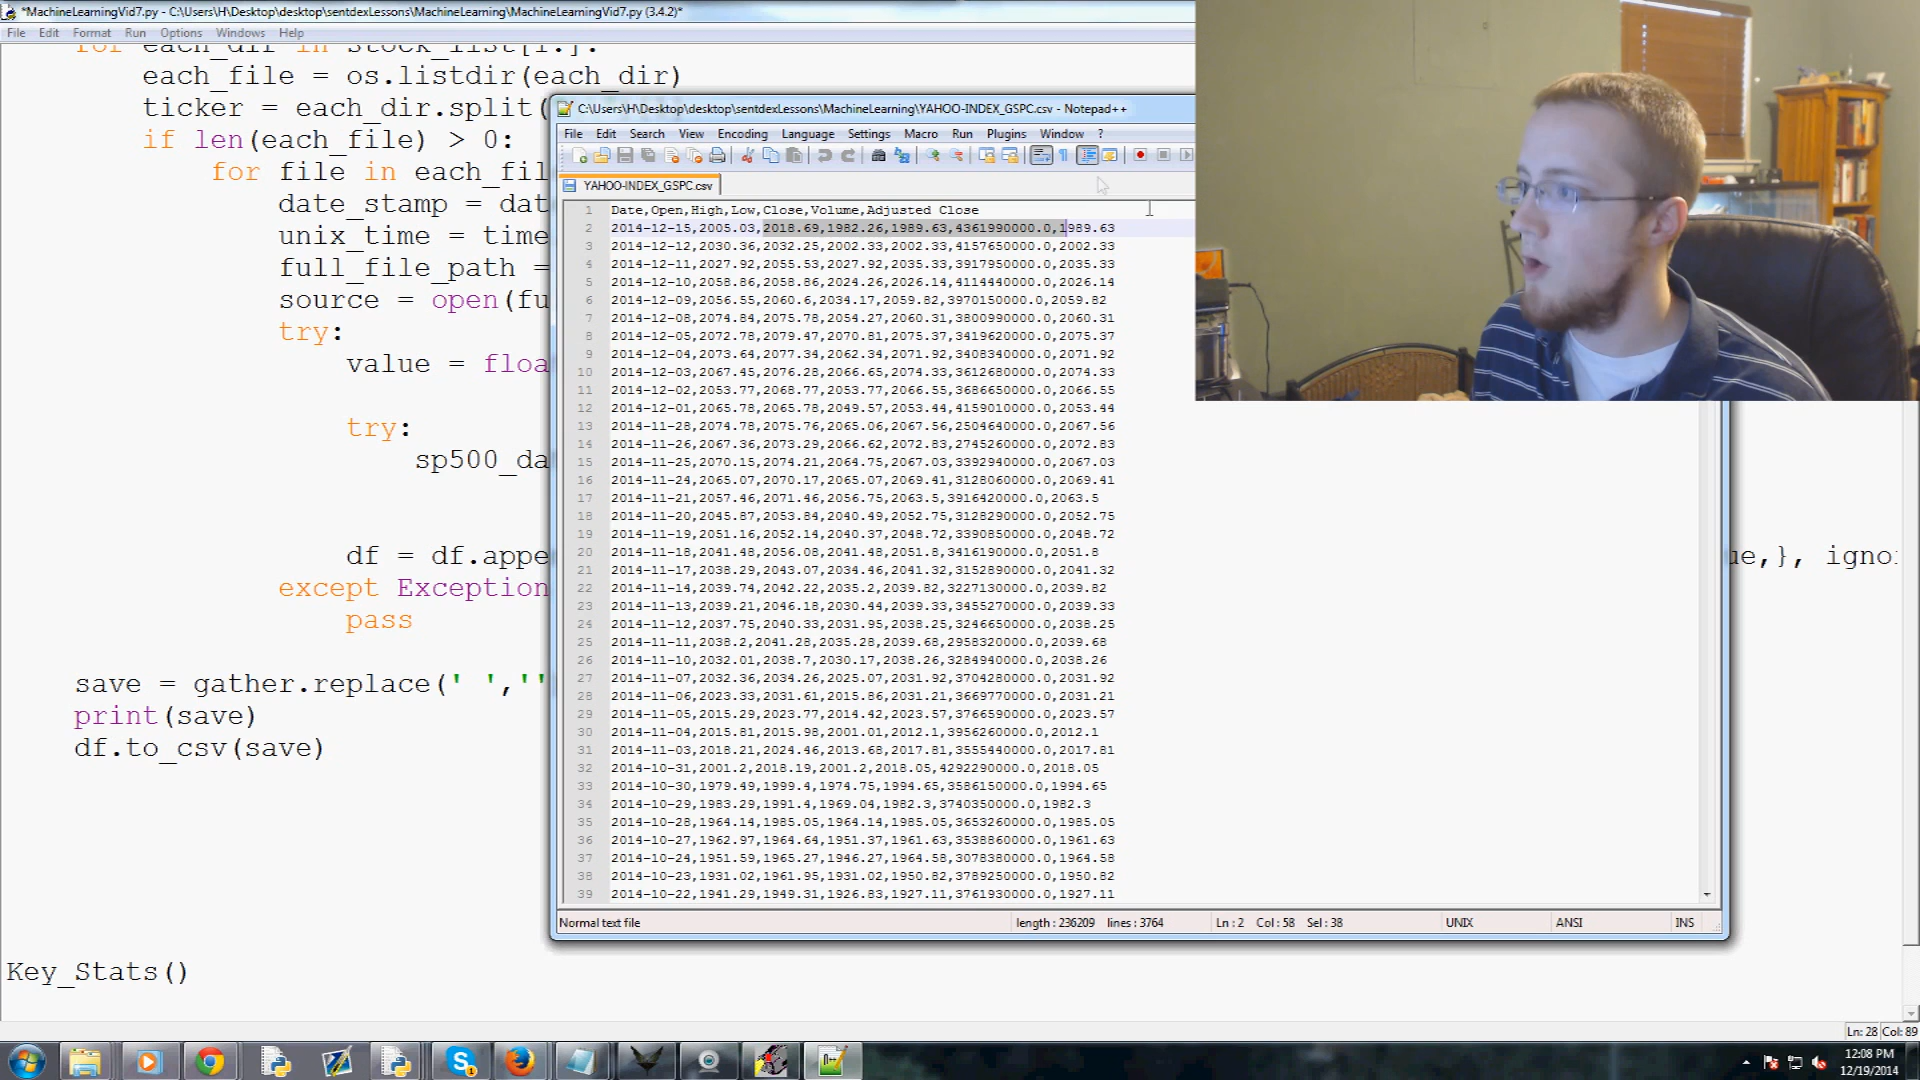 *MachineLearningVid7.py - C:\Users\H\Desktop\desktop\sentdexLessons\MachineLearning\MachineLearningVid7.py (3.4.2)*
File Edit Format Run Options Windows Help
for each_dir in stock_list[1:]:
each_file = os.listdir(each_dir)
ticker = each_dir.split(
if len(each_file) > 0:
for file in each_fil
date_stamp = dat
unix_time = time
full_file_path =
source = open(fu
try:
value = floa
try:
sp500_da
df = df.appe
ue,}, ignor
except Exception
pass
save = gather.replace(' ',''
print(save)
df.to_csv(save)
Key_Stats()
Ln: 28 Col: 89
C:\Users\H\Desktop\desktop\sentdexLessons\MachineLearning\YAHOO-INDEX_GSPC.csv - Notepad++
File Edit Search View Encoding Language Settings Macro Run Plugins Window ?
YAHOO-INDEX_GSPC.csv
1 Date,Open,High,Low,Close,Volume,Adjusted Close
2 2014-12-15,2005.03,2018.69,1982.26,1989.63,4361990000.0,1989.63
3 2014-12-12,2030.36,2032.25,2002.33,2002.33,4157650000.0,2002.33
4 2014-12-11,2027.92,2055.53,2027.92,2035.33,3917950000.0,2035.33
5 2014-12-10,2058.86,2058.86,2024.26,2026.14,4114440000.0,2026.14
6 2014-12-09,2056.55,2060.6,2034.17,2059.82,3970150000.0,2059.82
7 2014-12-08,2074.84,2075.78,2054.27,2060.31,3800990000.0,2060.31
8 2014-12-05,2072.78,2079.47,2070.81,2075.37,3419620000.0,2075.37
9 2014-12-04,2073.64,2077.34,2062.34,2071.92,3408340000.0,2071.92
10 2014-12-03,2067.45,2076.28,2066.65,2074.33,3612680000.0,2074.33
11 2014-12-02,2053.77,2068.77,2053.77,2066.55,3686650000.0,2066.55
12 2014-12-01,2065.78,2065.78,2049.57,2053.44,4159010000.0,2053.44
13 2014-11-28,2074.78,2075.76,2065.06,2067.56,2504640000.0,2067.56
14 2014-11-26,2067.36,2073.29,2066.62,2072.83,2745260000.0,2072.83
15 2014-11-25,2070.15,2074.21,2064.75,2067.03,3392940000.0,2067.03
16 2014-11-24,2065.07,2070.17,2065.07,2069.41,3128060000.0,2069.41
17 2014-11-21,2057.46,2071.46,2056.75,2063.5,3916420000.0,2063.5
18 2014-11-20,2045.87,2053.84,2040.49,2052.75,3128290000.0,2052.75
19 2014-11-19,2051.16,2052.14,2040.37,2048.72,3390850000.0,2048.72
20 2014-11-18,2041.48,2056.08,2041.48,2051.8,3416190000.0,2051.8
21 2014-11-17,2038.29,2043.07,2034.46,2041.32,3152890000.0,2041.32
22 2014-11-14,2039.74,2042.22,2035.2,2039.82,3227130000.0,2039.82
23 2014-11-13,2039.21,2046.18,2030.44,2039.33,3455270000.0,2039.33
24 2014-11-12,2037.75,2040.33,2031.95,2038.25,3246650000.0,2038.25
25 2014-11-11,2038.2,2041.28,2035.28,2039.68,2958320000.0,2039.68
26 2014-11-10,2032.01,2038.7,2030.17,2038.26,3284940000.0,2038.26
27 2014-11-07,2032.36,2034.26,2025.07,2031.92,3704280000.0,2031.92
28 2014-11-06,2023.33,2031.61,2015.86,2031.21,3669770000.0,2031.21
29 2014-11-05,2015.29,2023.77,2014.42,2023.57,3766590000.0,2023.57
30 2014-11-04,2015.81,2015.98,2001.01,2012.1,3956260000.0,2012.1
31 2014-11-03,2018.21,2024.46,2013.68,2017.81,3555440000.0,2017.81
32 2014-10-31,2001.2,2018.19,2001.2,2018.05,4292290000.0,2018.05
33 2014-10-30,1979.49,1999.4,1974.75,1994.65,3586150000.0,1994.65
34 2014-10-29,1983.29,1991.4,1969.04,1982.3,3740350000.0,1982.3
35 2014-10-28,1964.14,1985.05,1964.14,1985.05,3653260000.0,1985.05
36 2014-10-27,1962.97,1964.64,1951.37,1961.63,3538860000.0,1961.63
37 2014-10-24,1951.59,1965.27,1946.27,1964.58,3078380000.0,1964.58
38 2014-10-23,1931.02,1961.95,1931.02,1950.82,3789250000.0,1950.82
39 2014-10-22,1941.29,1949.31,1926.83,1927.11,3761930000.0,1927.11
Normal text file length : 236209 lines : 3764 Ln : 2 Col : 58 Sel : 38 UNIX ANSI INS
12:08 PM
12/19/2014